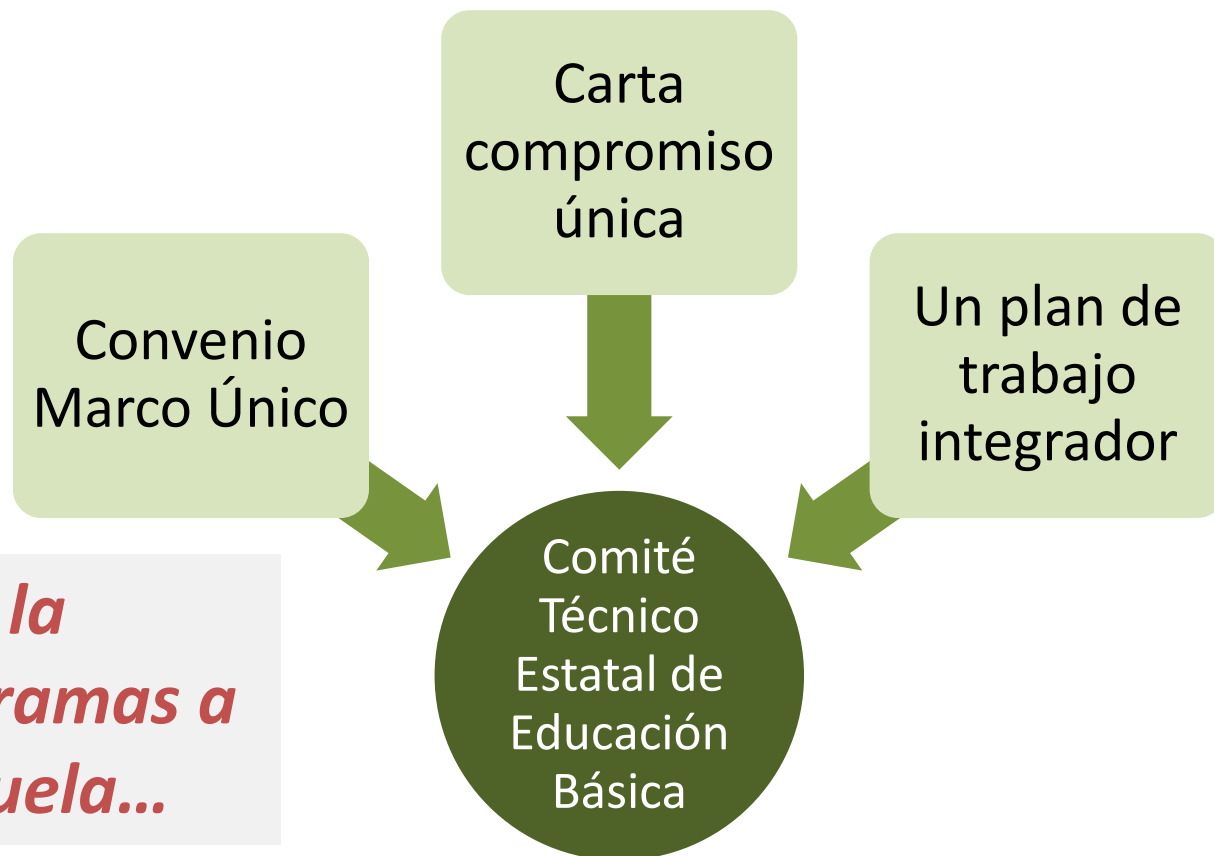 Carta
compromiso
única
Convenio
Marco Único
Un plan de
trabajo
integrador
Comité
Técnico
Estatal de
Educación
Básica
la
ramas a
uela...